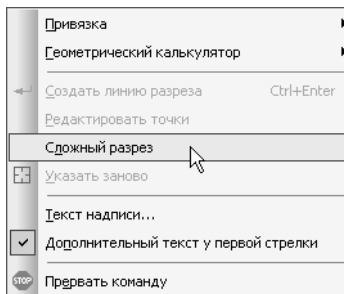 Привязка
Геометрический калькулятор
Создать линию разреза Ctrl+Enter
Редактировать точки
Сложный разрез
Указать заново
Текст надписи...
Дополнительный текст у первой стрелки
STOP Прервать команду